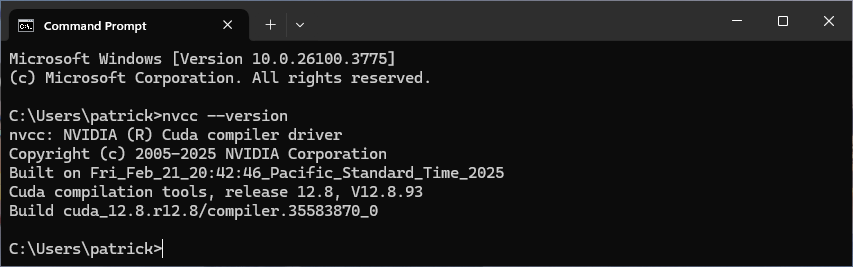 Command Prompt
Microsoft Windows [Version 10.0.26100.3775]
(c) Microsoft Corporation. All rights reserved.
C:\Users\patrick>nvcc --version
nvcc: NVIDIA (R) Cuda compiler driver
Copyright (c) 2005-2025 NVIDIA Corporation
Built on Fri_Feb_21_20:42:46_Pacific_Standard_Time_2025
Cuda compilation tools, release 12.8, V12.8.93
Build cuda_12.8.r12.8/compiler.35583870_0
C:\Users\patrick>